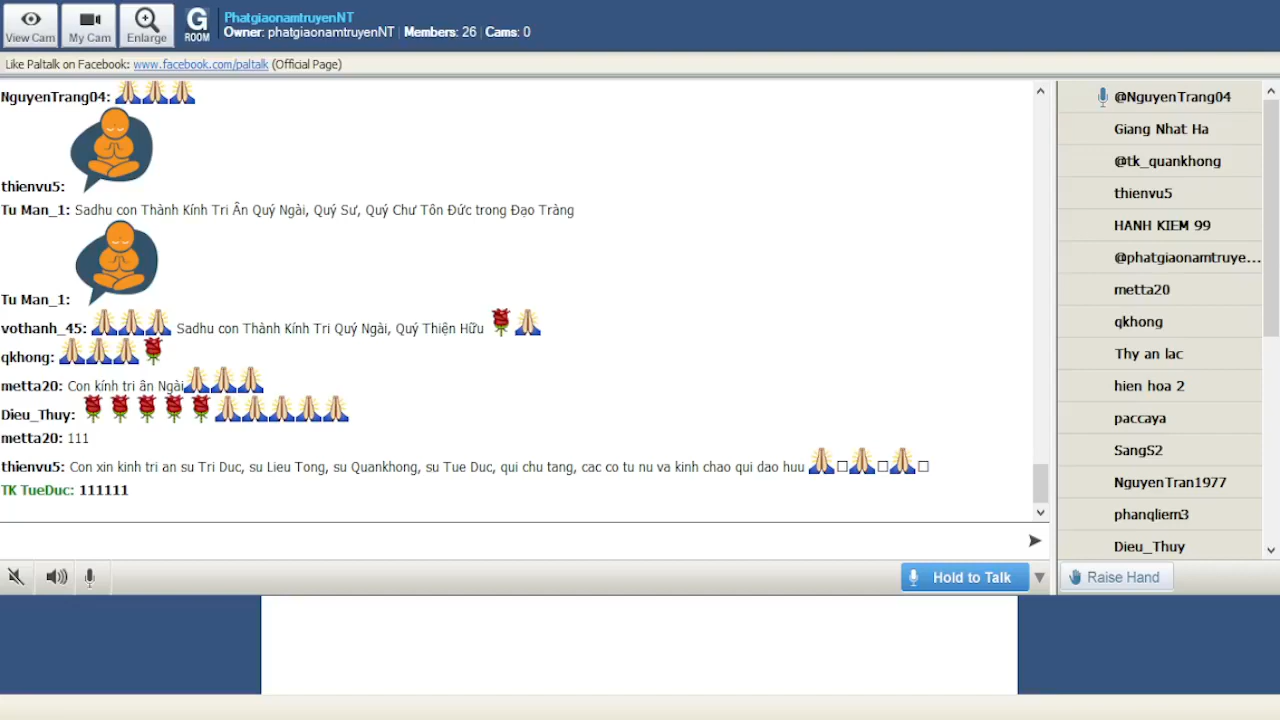 View Cam
My Cam
Enlarge
G
ROOM
PhatgiaonamtruyenNT
Owner: phatgiaonamtruyenNT | Members: 26 | Cams: 0
Like Paltalk on Facebook: www.facebook.com/paltalk (Official Page)
NguyenTrang04:
thienvu5:
Tu Man_1: Sadhu con Thành Kính Tri Ân Quý Ngài, Quý Sư, Quý Chư Tôn Đức trong Đạo Tràng
Tu Man_1:
vothanh_45: Sadhu con Thành Kính Tri Quý Ngài, Quý Thiện Hữu
qkhong:
metta20: Con kính tri ân Ngài
Dieu_Thuy:
metta20: 111
thienvu5: Con xin kinh tri an su Tri Duc, su Lieu Tong, su Quankhong, su Tue Duc, qui chu tang, cac co tu nu va kinh chao qui dao huu
TK TueDuc: 111111
@NguyenTrang04
Giang Nhat Ha
@tk_quankhong
thienvu5
HANH KIEM 99
@phatgiaonamtruye...
metta20
qkhong
Thy an lac
hien hoa 2
paccaya
SangS2
NguyenTran1977
phanqliem3
Dieu_Thuy
Hold to Talk
Raise Hand